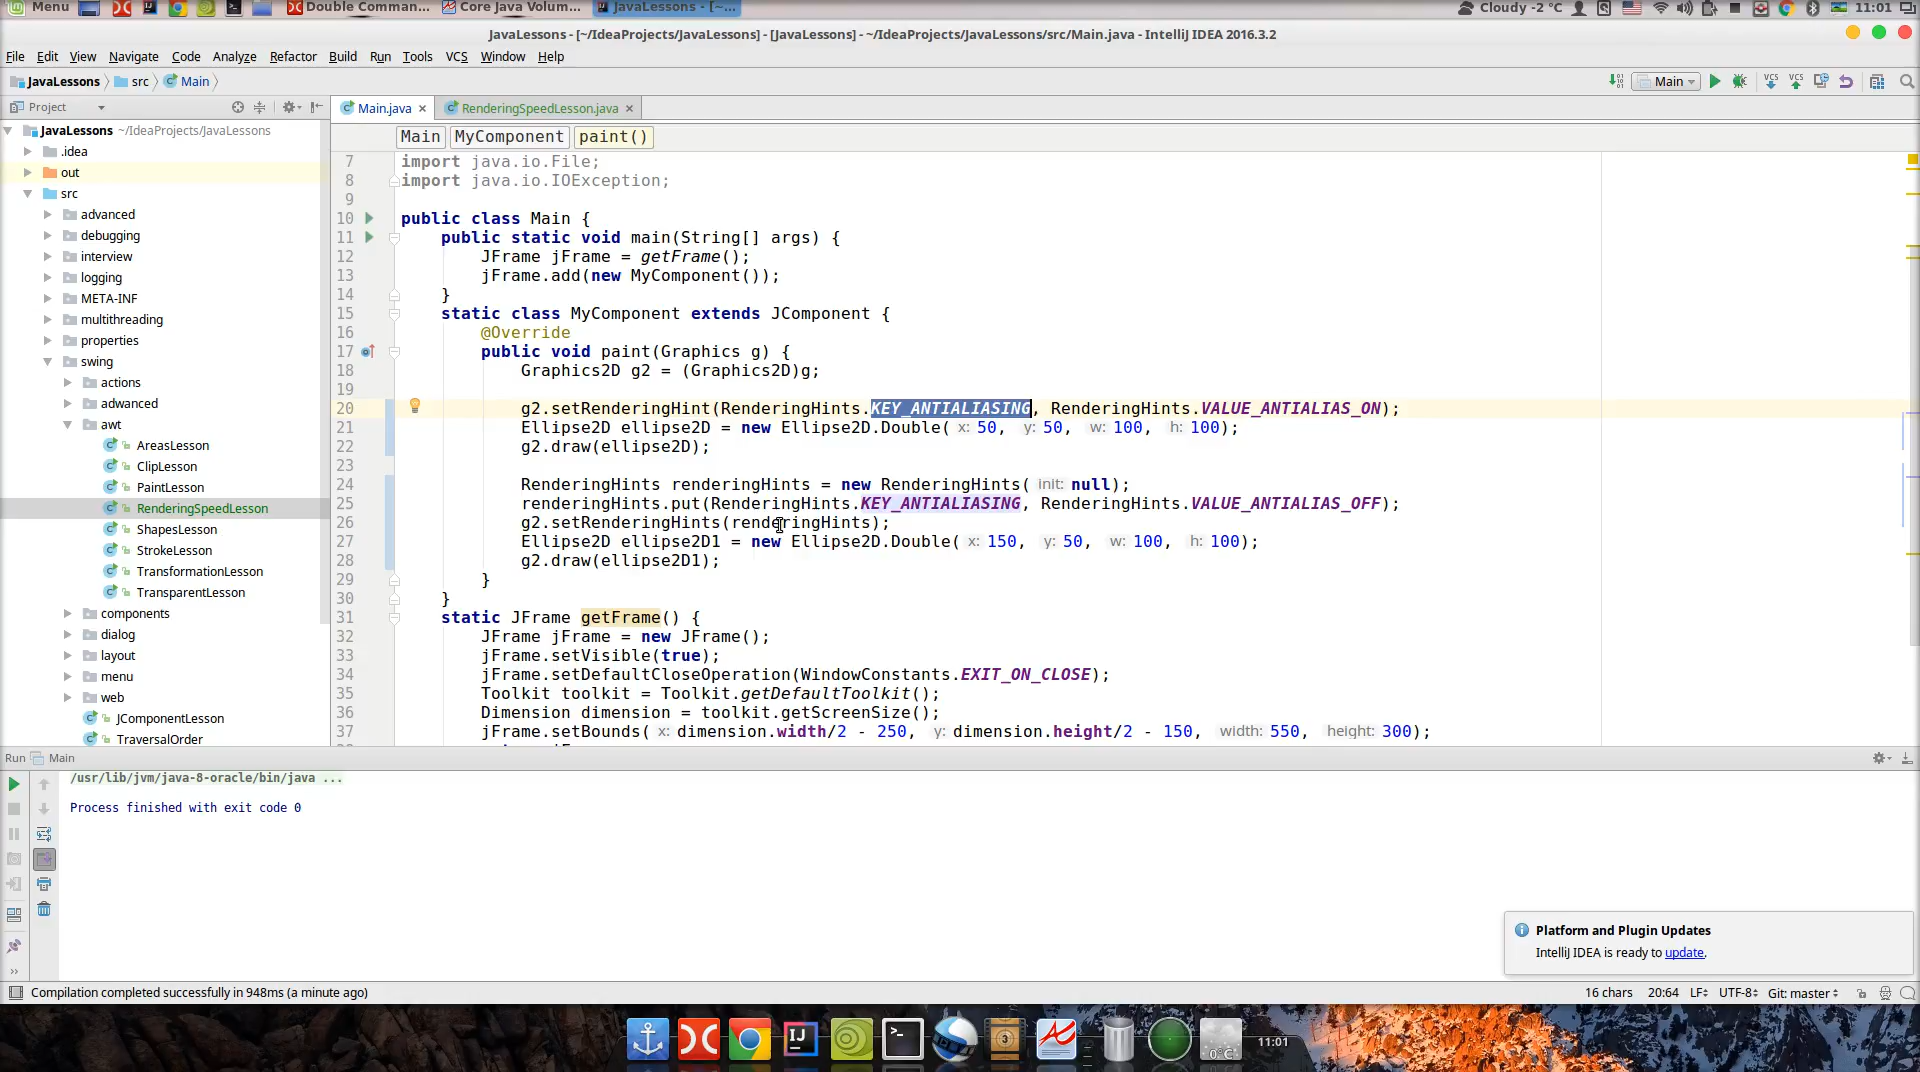 Menu Double Comman... Core Java Volum... JavaLessons - [~... Cloudy -2 °C 11:01
JavaLessons - [~/IdeaProjects/JavaLessons] - [JavaLessons] - ~/IdeaProjects/JavaLessons/src/Main.java - IntelliJ IDEA 2016.3.2
File Edit View Navigate Code Analyze Refactor Build Run Tools VCS Window Help
JavaLessons src Main Main VCS VCS
Project Main.java RenderingSpeedLesson.java
JavaLessons ~/IdeaProjects/JavaLessons
.idea
out
src
advanced
debugging
interview
logging
META-INF
multithreading
properties
swing
actions
adwanced
awt
AreasLesson
ClipLesson
PaintLesson
RenderingSpeedLesson
ShapesLesson
StrokeLesson
TransformationLesson
TransparentLesson
components
dialog
layout
menu
web
JComponentLesson
TraversalOrder
Main MyComponent paint()
7 import java.io.File;
8 import java.io.IOException;
9
10 public class Main {
11 public static void main(String[] args) {
12 JFrame jFrame = getFrame();
13 jFrame.add(new MyComponent());
14 }
15 static class MyComponent extends JComponent {
16 @Override
17 public void paint(Graphics g) {
18 Graphics2D g2 = (Graphics2D)g;
19
20 g2.setRenderingHint(RenderingHints.KEY_ANTIALIASING, RenderingHints.VALUE_ANTIALIAS_ON);
21 Ellipse2D ellipse2D = new Ellipse2D.Double( x: 50, y: 50, w: 100, h: 100);
22 g2.draw(ellipse2D);
23
24 RenderingHints renderingHints = new RenderingHints( init: null);
25 renderingHints.put(RenderingHints.KEY_ANTIALIASING, RenderingHints.VALUE_ANTIALIAS_OFF);
26 g2.setRenderingHints(renderingHints);
27 Ellipse2D ellipse2D1 = new Ellipse2D.Double( x: 150, y: 50, w: 100, h: 100);
28 g2.draw(ellipse2D1);
29 }
30 }
31 static JFrame getFrame() {
32 JFrame jFrame = new JFrame();
33 jFrame.setVisible(true);
34 jFrame.setDefaultCloseOperation(WindowConstants.EXIT_ON_CLOSE);
35 Toolkit toolkit = Toolkit.getDefaultToolkit();
36 Dimension dimension = toolkit.getScreenSize();
37 jFrame.setBounds( x: dimension.width/2 - 250, y: dimension.height/2 - 150, width: 550, height: 300);
Run Main
/usr/lib/jvm/java-8-oracle/bin/java ...
Process finished with exit code 0
Platform and Plugin Updates
IntelliJ IDEA is ready to update.
Compilation completed successfully in 948ms (a minute ago) 16 chars 20:64 LF UTF-8 Git: master
IJ 3 0°C 11:01